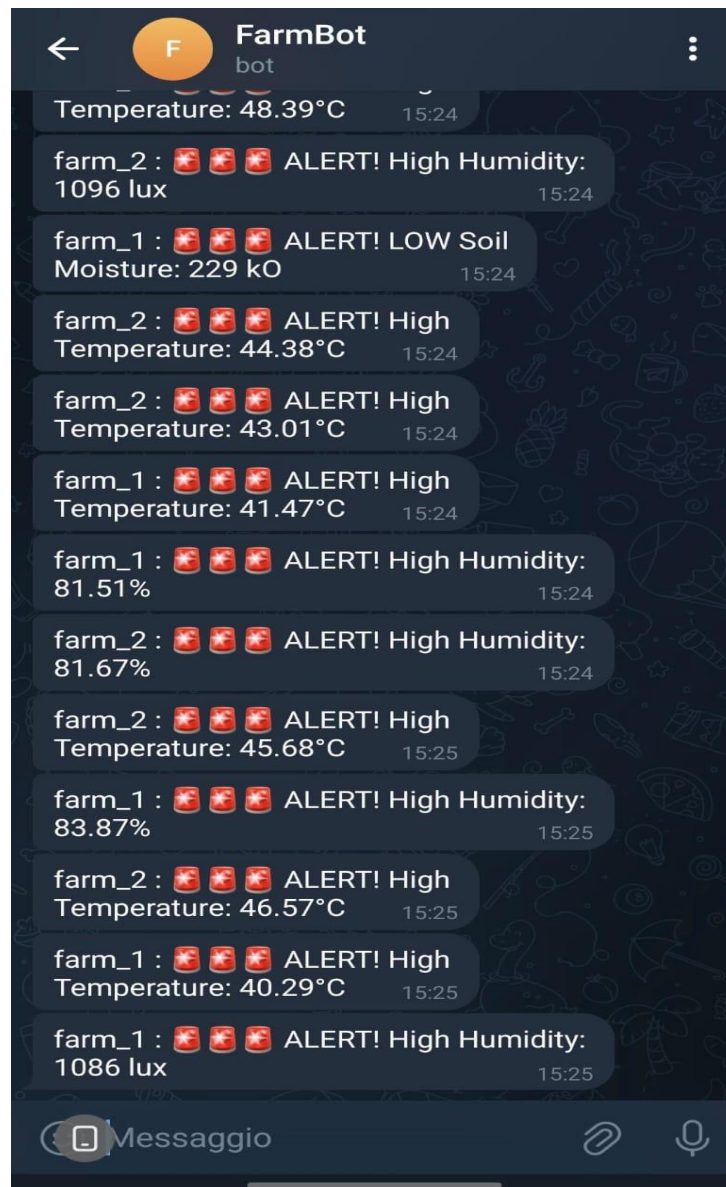 F
FarmBot
bot
Temperature: 48.39°C 15:24
farm_2 : 🚨 🚨 🚨 ALERT! High Humidity:
1096 lux 15:24
farm_1 : 🚨 🚨 🚨 ALERT! LOW Soil
Moisture: 229 kO 15:24
farm_2 : 🚨 🚨 🚨 ALERT! High
Temperature: 44.38°C 15:24
farm_2 : 🚨 🚨 🚨 ALERT! High
Temperature: 43.01°C 15:24
farm_1 : 🚨 🚨 🚨 ALERT! High
Temperature: 41.47°C 15:24
farm_1 : 🚨 🚨 🚨 ALERT! High Humidity:
81.51% 15:24
farm_2 : 🚨 🚨 🚨 ALERT! High Humidity:
81.67% 15:24
farm_2 : 🚨 🚨 🚨 ALERT! High
Temperature: 45.68°C 15:25
farm_1 : 🚨 🚨 🚨 ALERT! High Humidity:
83.87% 15:25
farm_2 : 🚨 🚨 🚨 ALERT! High
Temperature: 46.57°C 15:25
farm_1 : 🚨 🚨 🚨 ALERT! High
Temperature: 40.29°C 15:25
farm_1 : 🚨 🚨 🚨 ALERT! High Humidity:
1086 lux 15:25
Messaggio